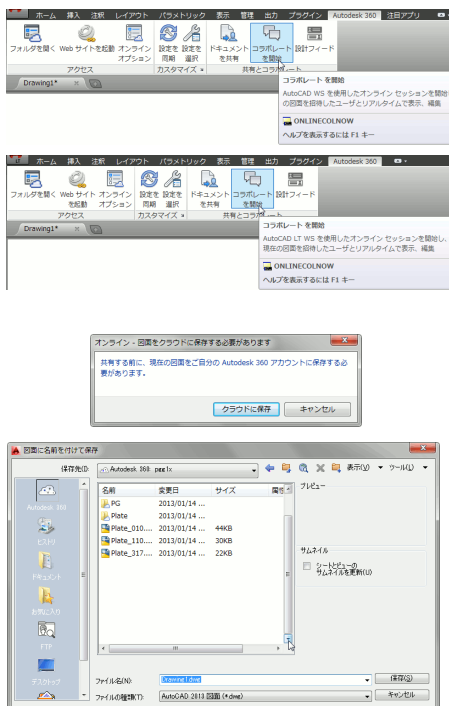 ホーム 挿入 注釈 レイアウト パラメトリック 表示 管理 出力 プラグイン Autodesk 360 注目アプリ
フォルダを開く Web サイトを起動 オンライン オプション 設定を同期 設定を選択 ドキュメントを共有 コラボレートを開始 設計フィード
アクセス カスタマイズ 共有とコラボレート
Drawing1*
コラボレート を開始
AutoCAD WS を使用したオンライン セッションを開始
の図面を招待したユーザとリアルタイムで表示、編集
ONLINECOLNOW
ヘルプを表示するには F1 キー
ホーム 挿入 注釈 レイアウト パラメトリック 表示 管理 出力 プラグイン Autodesk 360
フォルダを開く Web サイトを起動 オンライン オプション 設定を同期 設定を選択 ドキュメントを共有 コラボレートを開始 設計フィード
アクセス カスタマイズ 共有とコラボレート
Drawing1*
コラボレート を開始
AutoCAD LT WS を使用したオンライン セッションを開始し、
現在の図面を招待したユーザとリアルタイムで表示、編集
ONLINECOLNOW
ヘルプを表示するには F1 キー
オンライン - 図面をクラウドに保存する必要があります
共有する前に、現在の図面をご自分の Autodesk 360 アカウントに保存する必
要があります。
クラウドに保存 キャンセル
図面に名前を付けて保存
保存先(I): Autodesk 360: 表示(V) ツール(L)
名前 変更日 サイズ 属性 プレビュー
Autodesk 360
PG 2013/01/14 ...
Plate 2013/01/14 ...
Plate_010.... 2013/01/14 ... 44KB
Plate_110.... 2013/01/14 ... 30KB
Plate_317.... 2013/01/14 ... 22KB
ヒストリ
ドキュメント
お気に入り
FTP
デスクトップ
サムネイル
シートとビューの
サムネイルを更新(U)
ファイル名(N): Drawing1.dwg 保存(S)
ファイルの種類(T): AutoCAD 2013 図面 (*.dwg) キャンセル